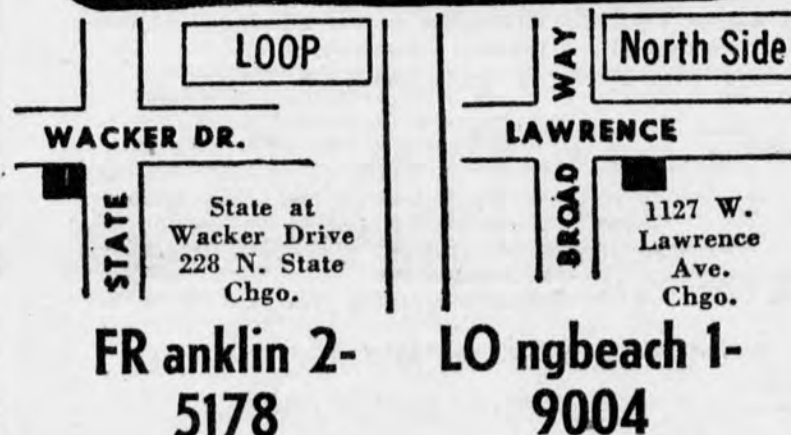 LOOP
WACKER DR.
STATE
State at
Wacker Drive
228 N. State
Chgo.
FR anklin 2-
5178
North Side
BROAD WAY
LAWRENCE
1127 W.
Lawrence
Ave.
Chgo.
LO ngbeach 1-
9004